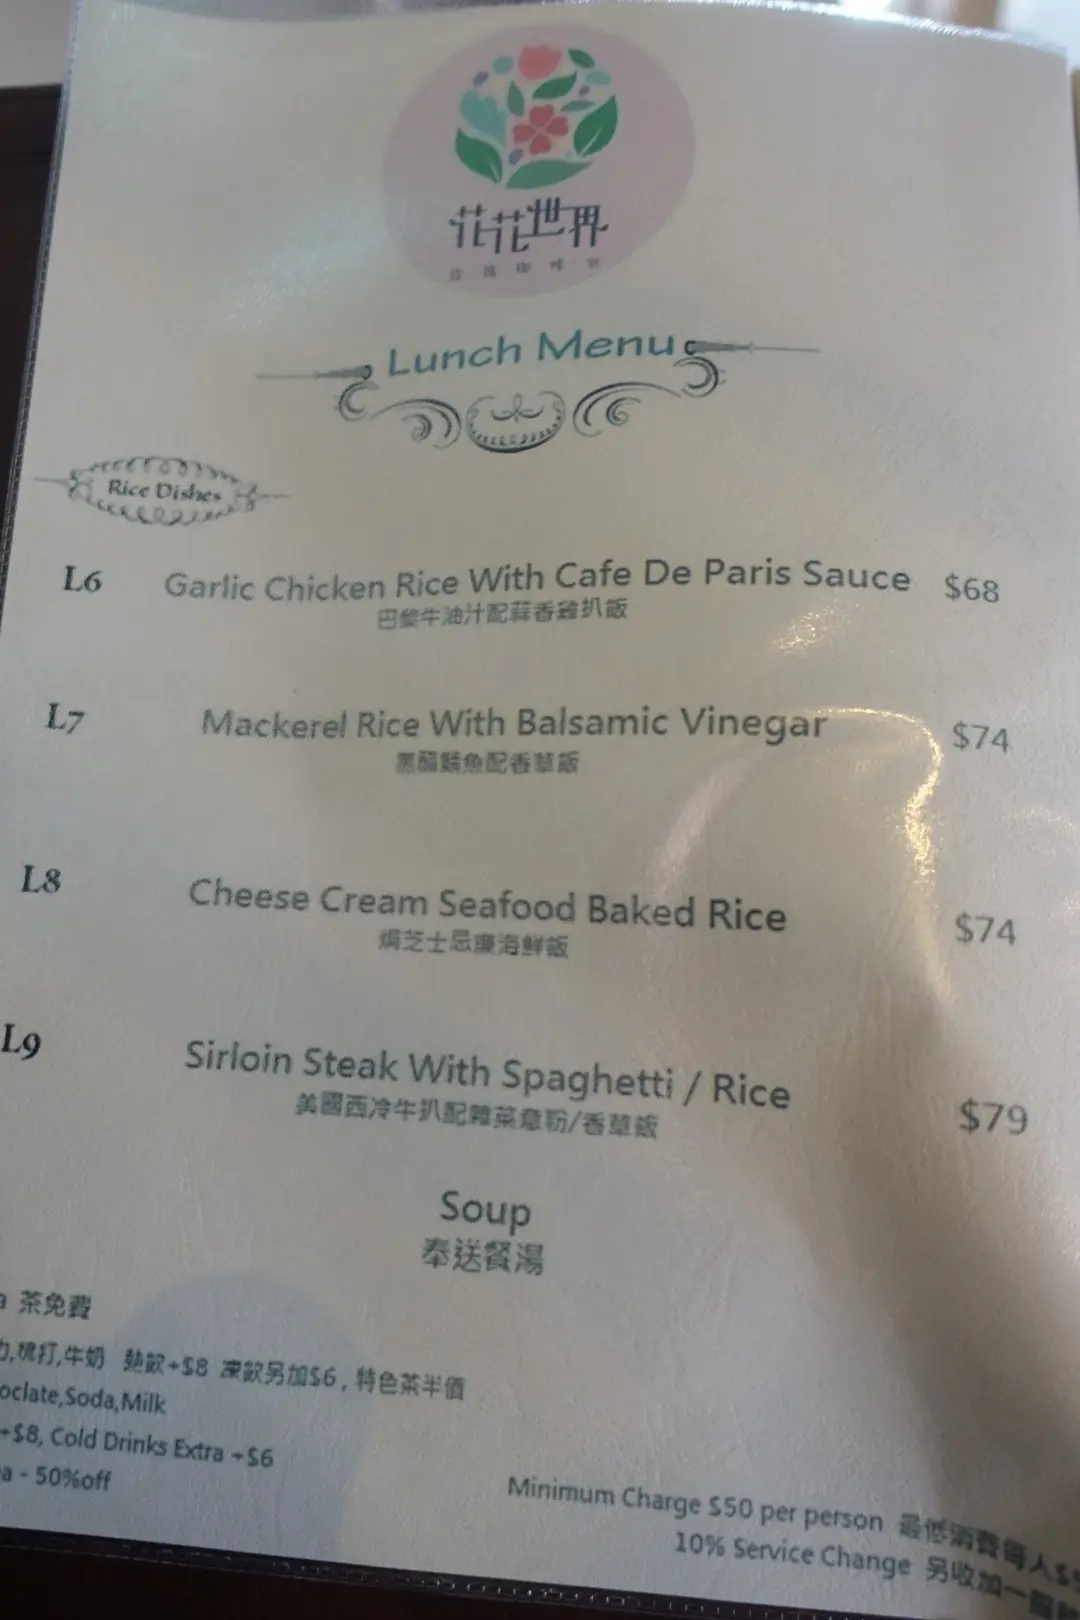 花花世界
Lunch Menu
Rice Dishes
L6 Garlic Chicken Rice With Cafe De Paris Sauce $68
巴黎牛油汁配蒜香雞扒飯
L7 Mackerel Rice With Balsamic Vinegar $74
黑醋鯖魚配香草飯
L8 Cheese Cream Seafood Baked Rice $74
焗芝士忌廉海鮮飯
L9 Sirloin Steak With Spaghetti / Rice $79
美國西冷牛扒配雜菜意粉/香草飯
Soup
奉送餐湯
茶免費
梳打,牛奶 熱飲+$8 凍飲另加$6 , 特色茶半價
oclate,Soda,Milk
+$8, Cold Drinks Extra +$6
a - 50%off
Minimum Charge $50 per person 最低消費每人
10% Service Change 另收加一